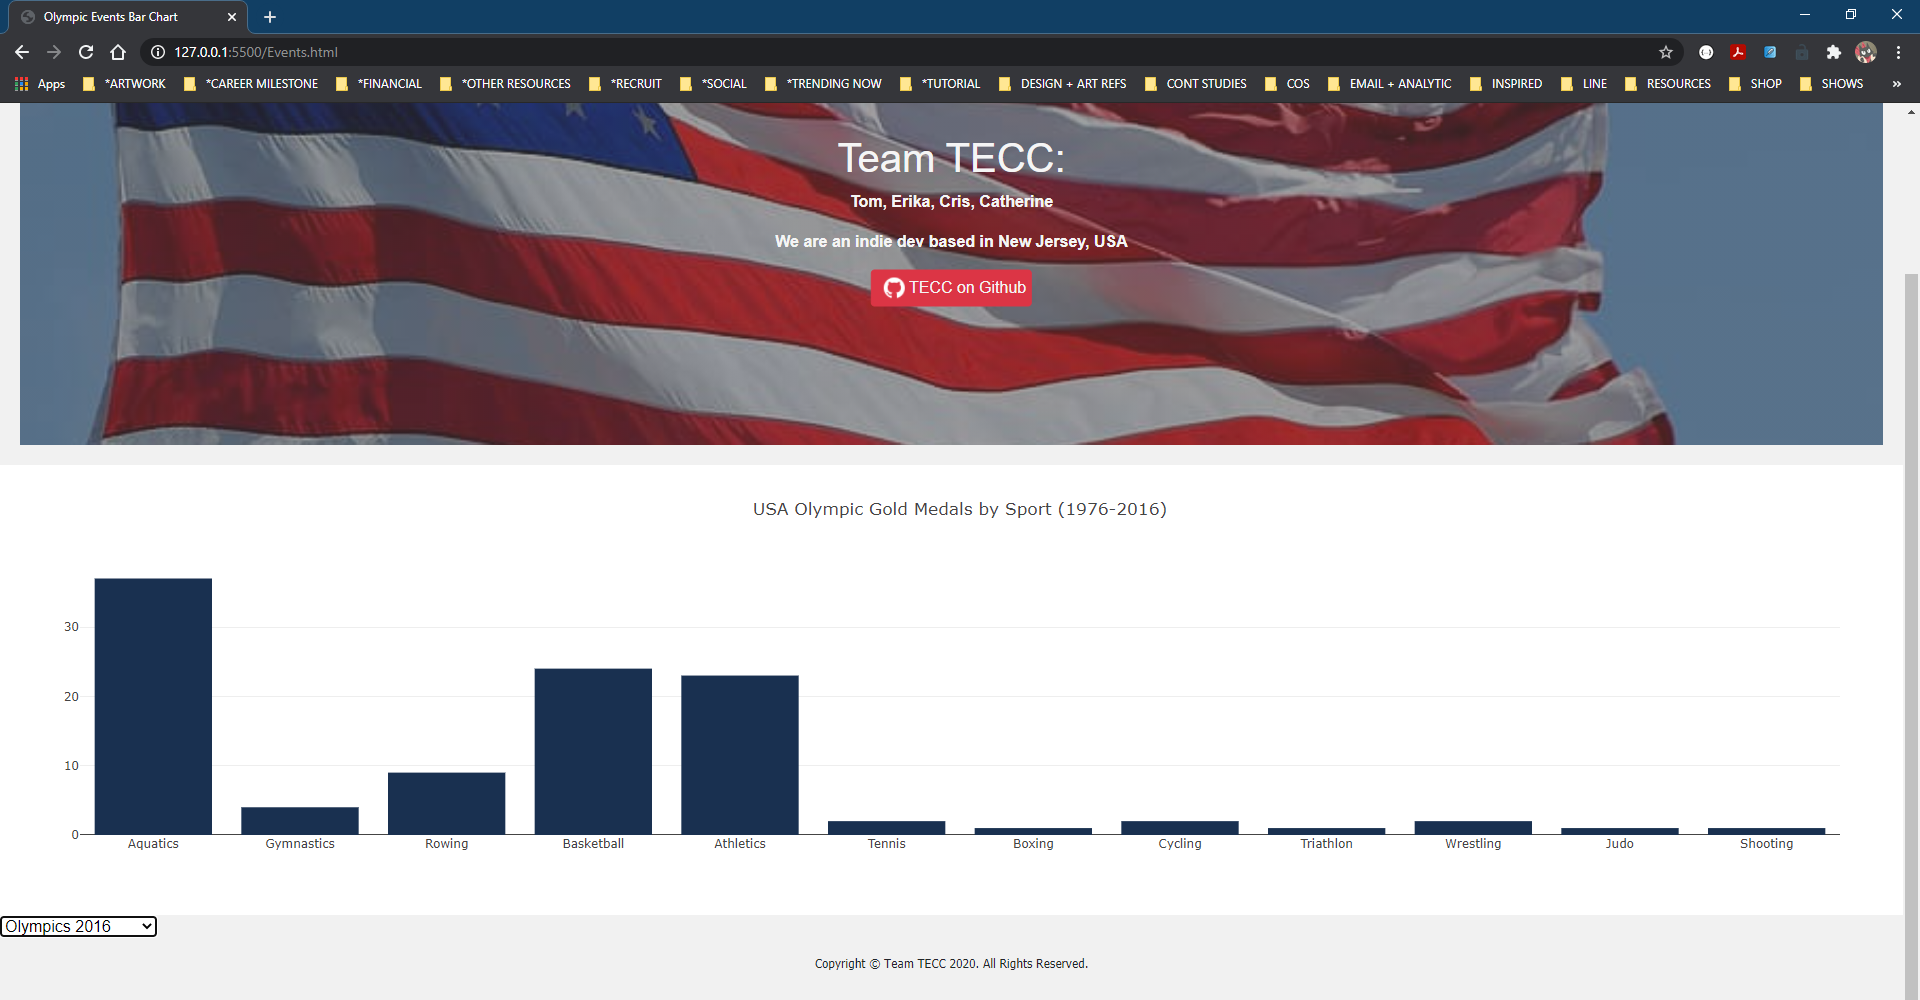 Olympic Events Bar Chart
127.0.0.1:5500/Events.html
Apps *ARTWORK *CAREER MILESTONE *FINANCIAL *OTHER RESOURCES *RECRUIT *SOCIAL *TRENDING NOW *TUTORIAL DESIGN + ART REFS CONT STUDIES COS EMAIL + ANALYTIC INSPIRED LINE RESOURCES SHOP SHOWS »
Team TECC:
Tom, Erika, Cris, Catherine
We are an indie dev based in New Jersey, USA
TECC on Github
USA Olympic Gold Medals by Sport (1976-2016)
30
20
10
0
Aquatics Gymnastics Rowing Basketball Athletics Tennis Boxing Cycling Triathlon Wrestling Judo Shooting
Olympics 2016
Copyright © Team TECC 2020. All Rights Reserved.